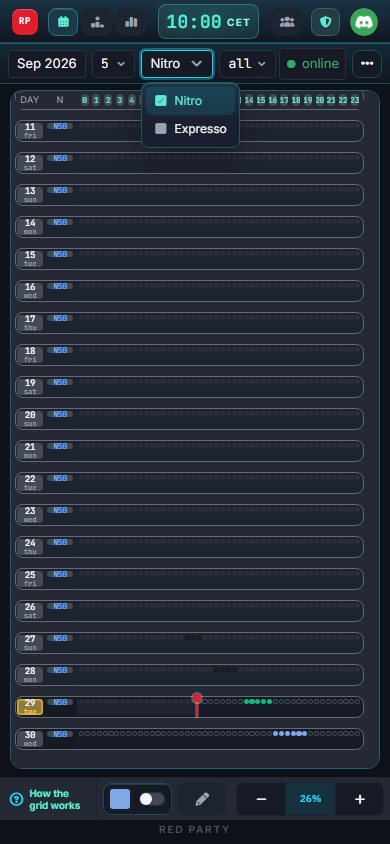 RP
10:00 CET
Sep 2026 5 Nitro all online •••
DAY N 0 1 2 3 4 14 15 16 17 18 19 20 21 22 23
Nitro
Expresso
11 N50
fri
12 N50
sat
13 N50
sun
14 N50
mon
15 N50
tue
16 N50
wed
17 N50
thu
18 N50
fri
19 N50
sat
20 N50
sun
21 N50
mon
22 N50
tue
23 N50
wed
24 N50
thu
25 N50
fri
26 N50
sat
27 N50
sun
28 N50
mon
29 N50
tue
30 N50
wed
How the
grid works
− 26% +
RED PARTY